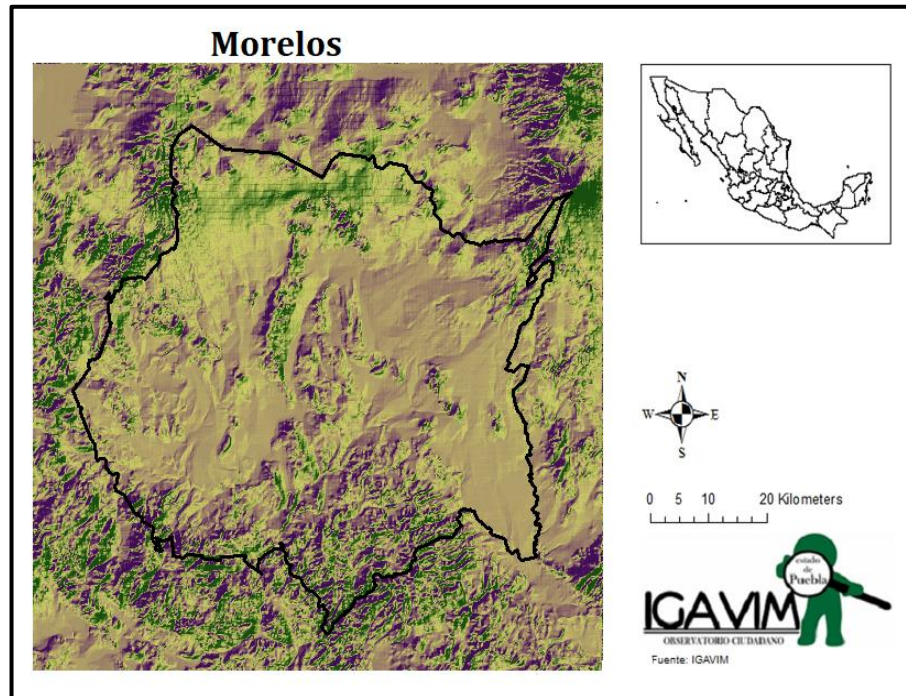 Morelos
N
W E
S
0 5 10 20 Kilometers
estado
de
Puebla
IGAVIM
OBSERVATORIO CIUDADANO
Fuente: IGAVIM